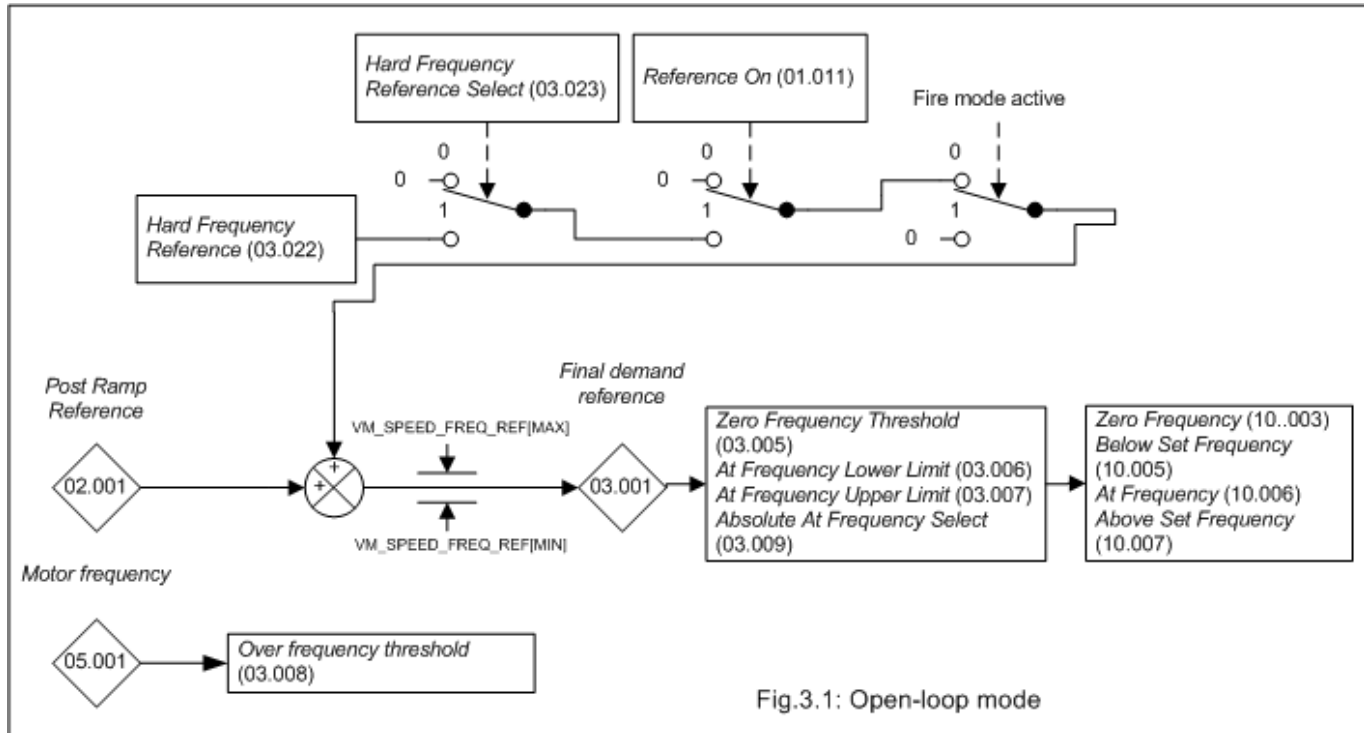 Hard Frequency
Reference Select (03.023)
Reference On (01.011)
Fire mode active
0
0
0
0
0
1
1
1
0
Hard Frequency
Reference (03.022)
Post Ramp
Reference
Final demand
reference
VM_SPEED_FREQ_REF[MAX]
+
+
02.001
03.001
VM_SPEED_FREQ_REF[MIN]
Zero Frequency Threshold
(03.005)
At Frequency Lower Limit (03.006)
At Frequency Upper Limit (03.007)
Absolute At Frequency Select
(03.009)
Zero Frequency (10..003)
Below Set Frequency
(10.005)
At Frequency (10.006)
Above Set Frequency
(10.007)
Motor frequency
05.001
Over frequency threshold
(03.008)
Fig.3.1: Open-loop mode